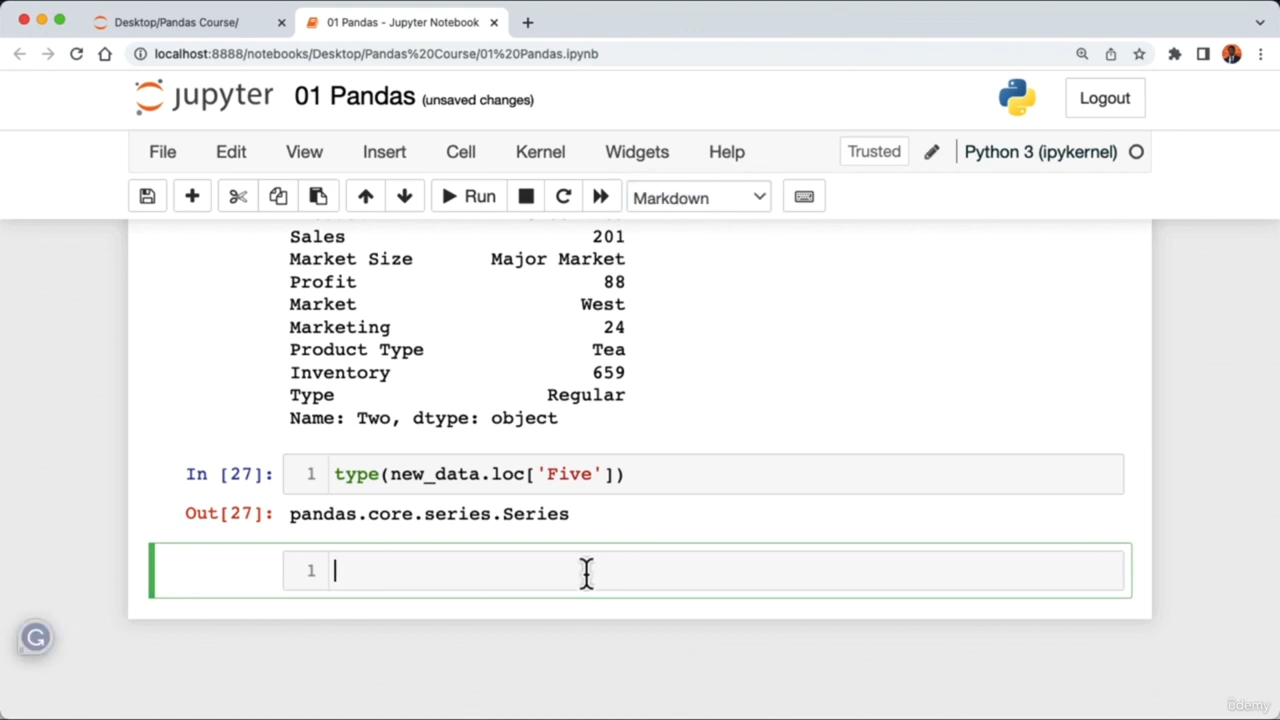 Desktop/Pandas Course/
01 Pandas - Jupyter Notebook
localhost:8888/notebooks/Desktop/Pandas%20Course/01%20Pandas.ipynb
jupyter 01 Pandas (unsaved changes)
Logout
File Edit View Insert Cell Kernel Widgets Help Trusted Python 3 (ipykernel)
Run Markdown
Sales 201
Market Size Major Market
Profit 88
Market West
Marketing 24
Product Type Tea
Inventory 659
Type Regular
Name: Two, dtype: object
In [27]: 1 type(new_data.loc['Five'])
Out[27]: pandas.core.series.Series
1
Udemy